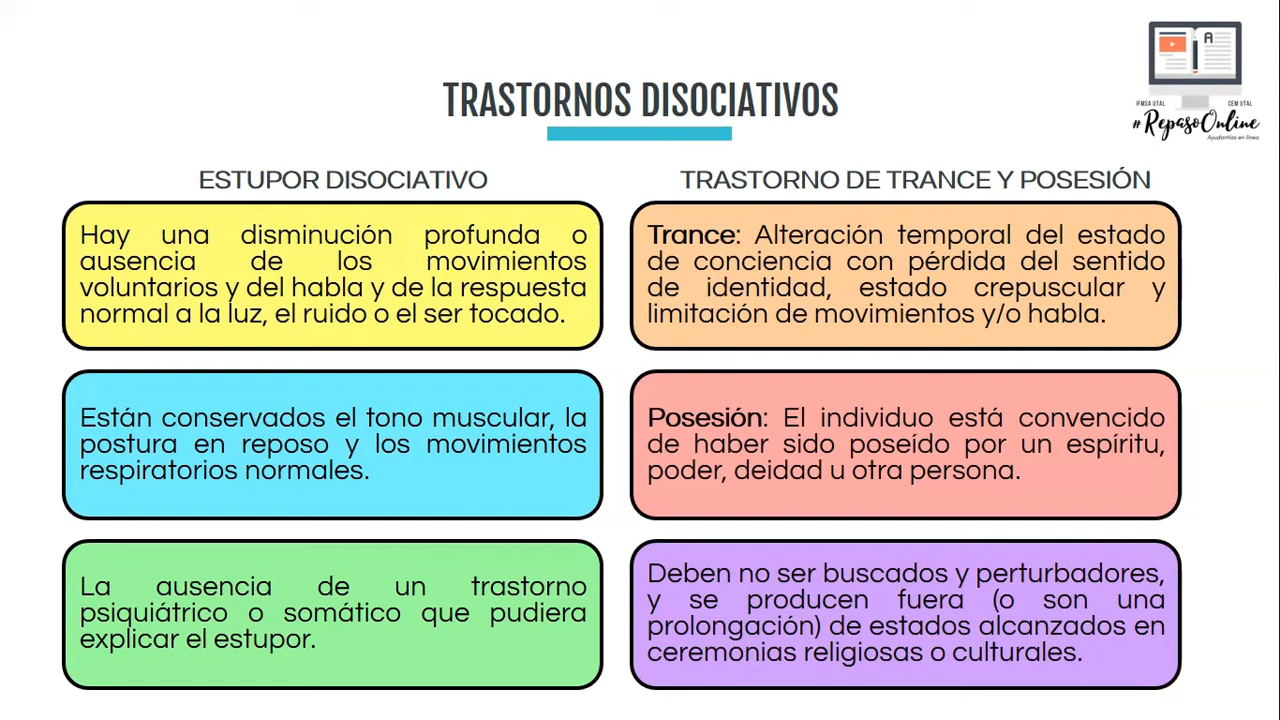 TRASTORNOS DISOCIATIVOS
A
IFMSA UTAL
CEM UTAL
#RepasoOnline
Ayudantías en línea
ESTUPOR DISOCIATIVO
Hay una disminución profunda o
ausencia de los movimientos
voluntarios y del habla y de la respuesta
normal a la luz, el ruido o el ser tocado.
Están conservados el tono muscular, la
postura en reposo y los movimientos
respiratorios normales.
La ausencia de un trastorno
psiquiátrico o somático que pudiera
explicar el estupor.
TRASTORNO DE TRANCE Y POSESIÓN
Trance: Alteración temporal del estado
de conciencia con pérdida del sentido
de identidad, estado crepuscular y
limitación de movimientos y/o habla.
Posesión: El individuo está convencido
de haber sido poseído por un espíritu,
poder, deidad u otra persona.
Deben no ser buscados y perturbadores,
y se producen fuera (o son una
prolongación) de estados alcanzados en
ceremonias religiosas o culturales.